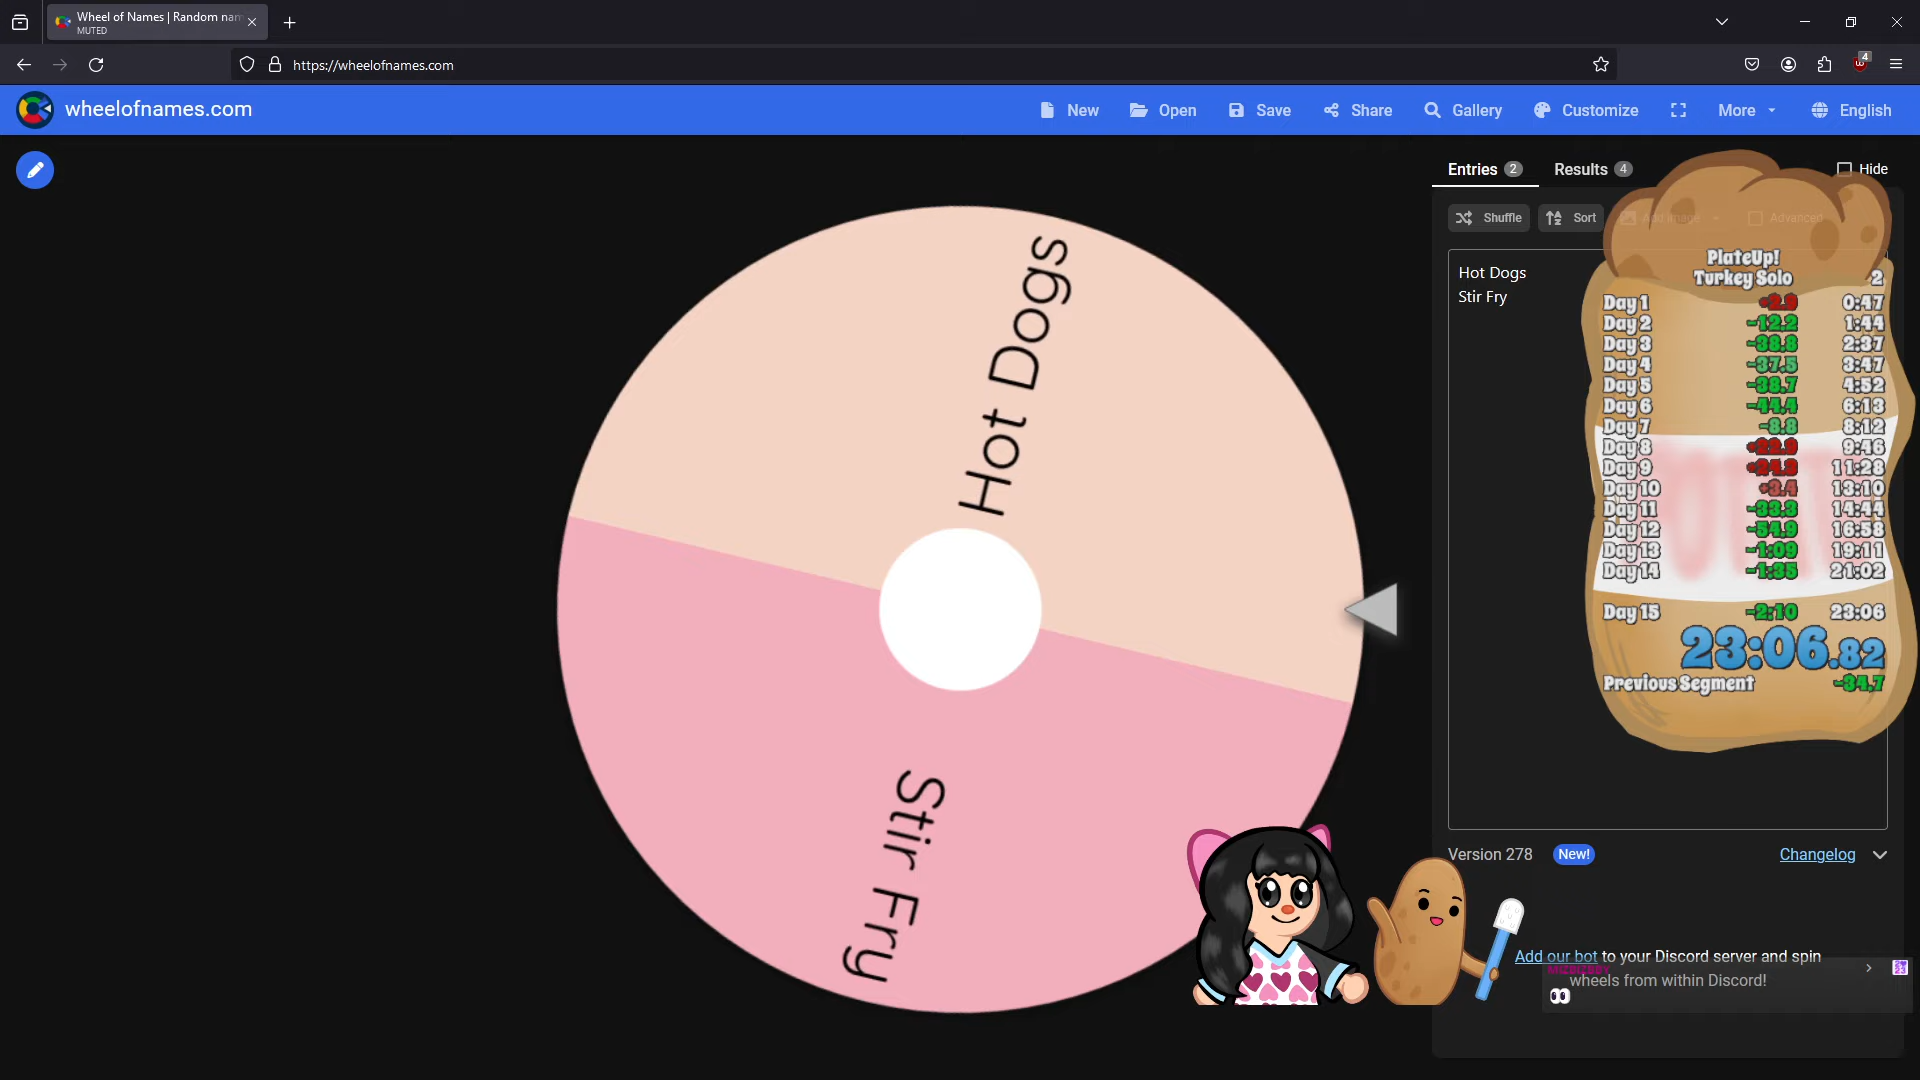 Wheel of Names | Random nam
MUTED
https://wheelofnames.com
4
wheelofnames.com
New
Open
Save
Share
Gallery
Customize
More
English
Entries 2
Results 4
Hide
Shuffle
Sort
Add image
Advanced
Hot Dogs
Stir Fry
Hot Dogs
Stir Fry
PlateUp!
Turkey Solo 2
Day 1 +2.9 0:47
Day 2 -12.2 1:44
Day 3 -38.8 2:37
Day 4 -37.5 3:47
Day 5 -38.7 4:52
Day 6 -44.4 6:13
Day 7 -8.8 8:12
Day 8 9:46
Day 9 11:28
Day 10 +3.4 13:10
Day 11 -33.3 14:44
Day 12 -54.9 16:58
Day 13 -1:09 19:11
Day 14 -1:35 21:02
Day 15 -2:10 23:06
23:06.82
Previous Segment -34.7
Version 278 New!
Changelog
Add our bot to your Discord server and spin
wheels from within Discord!
MIZBIZBBY